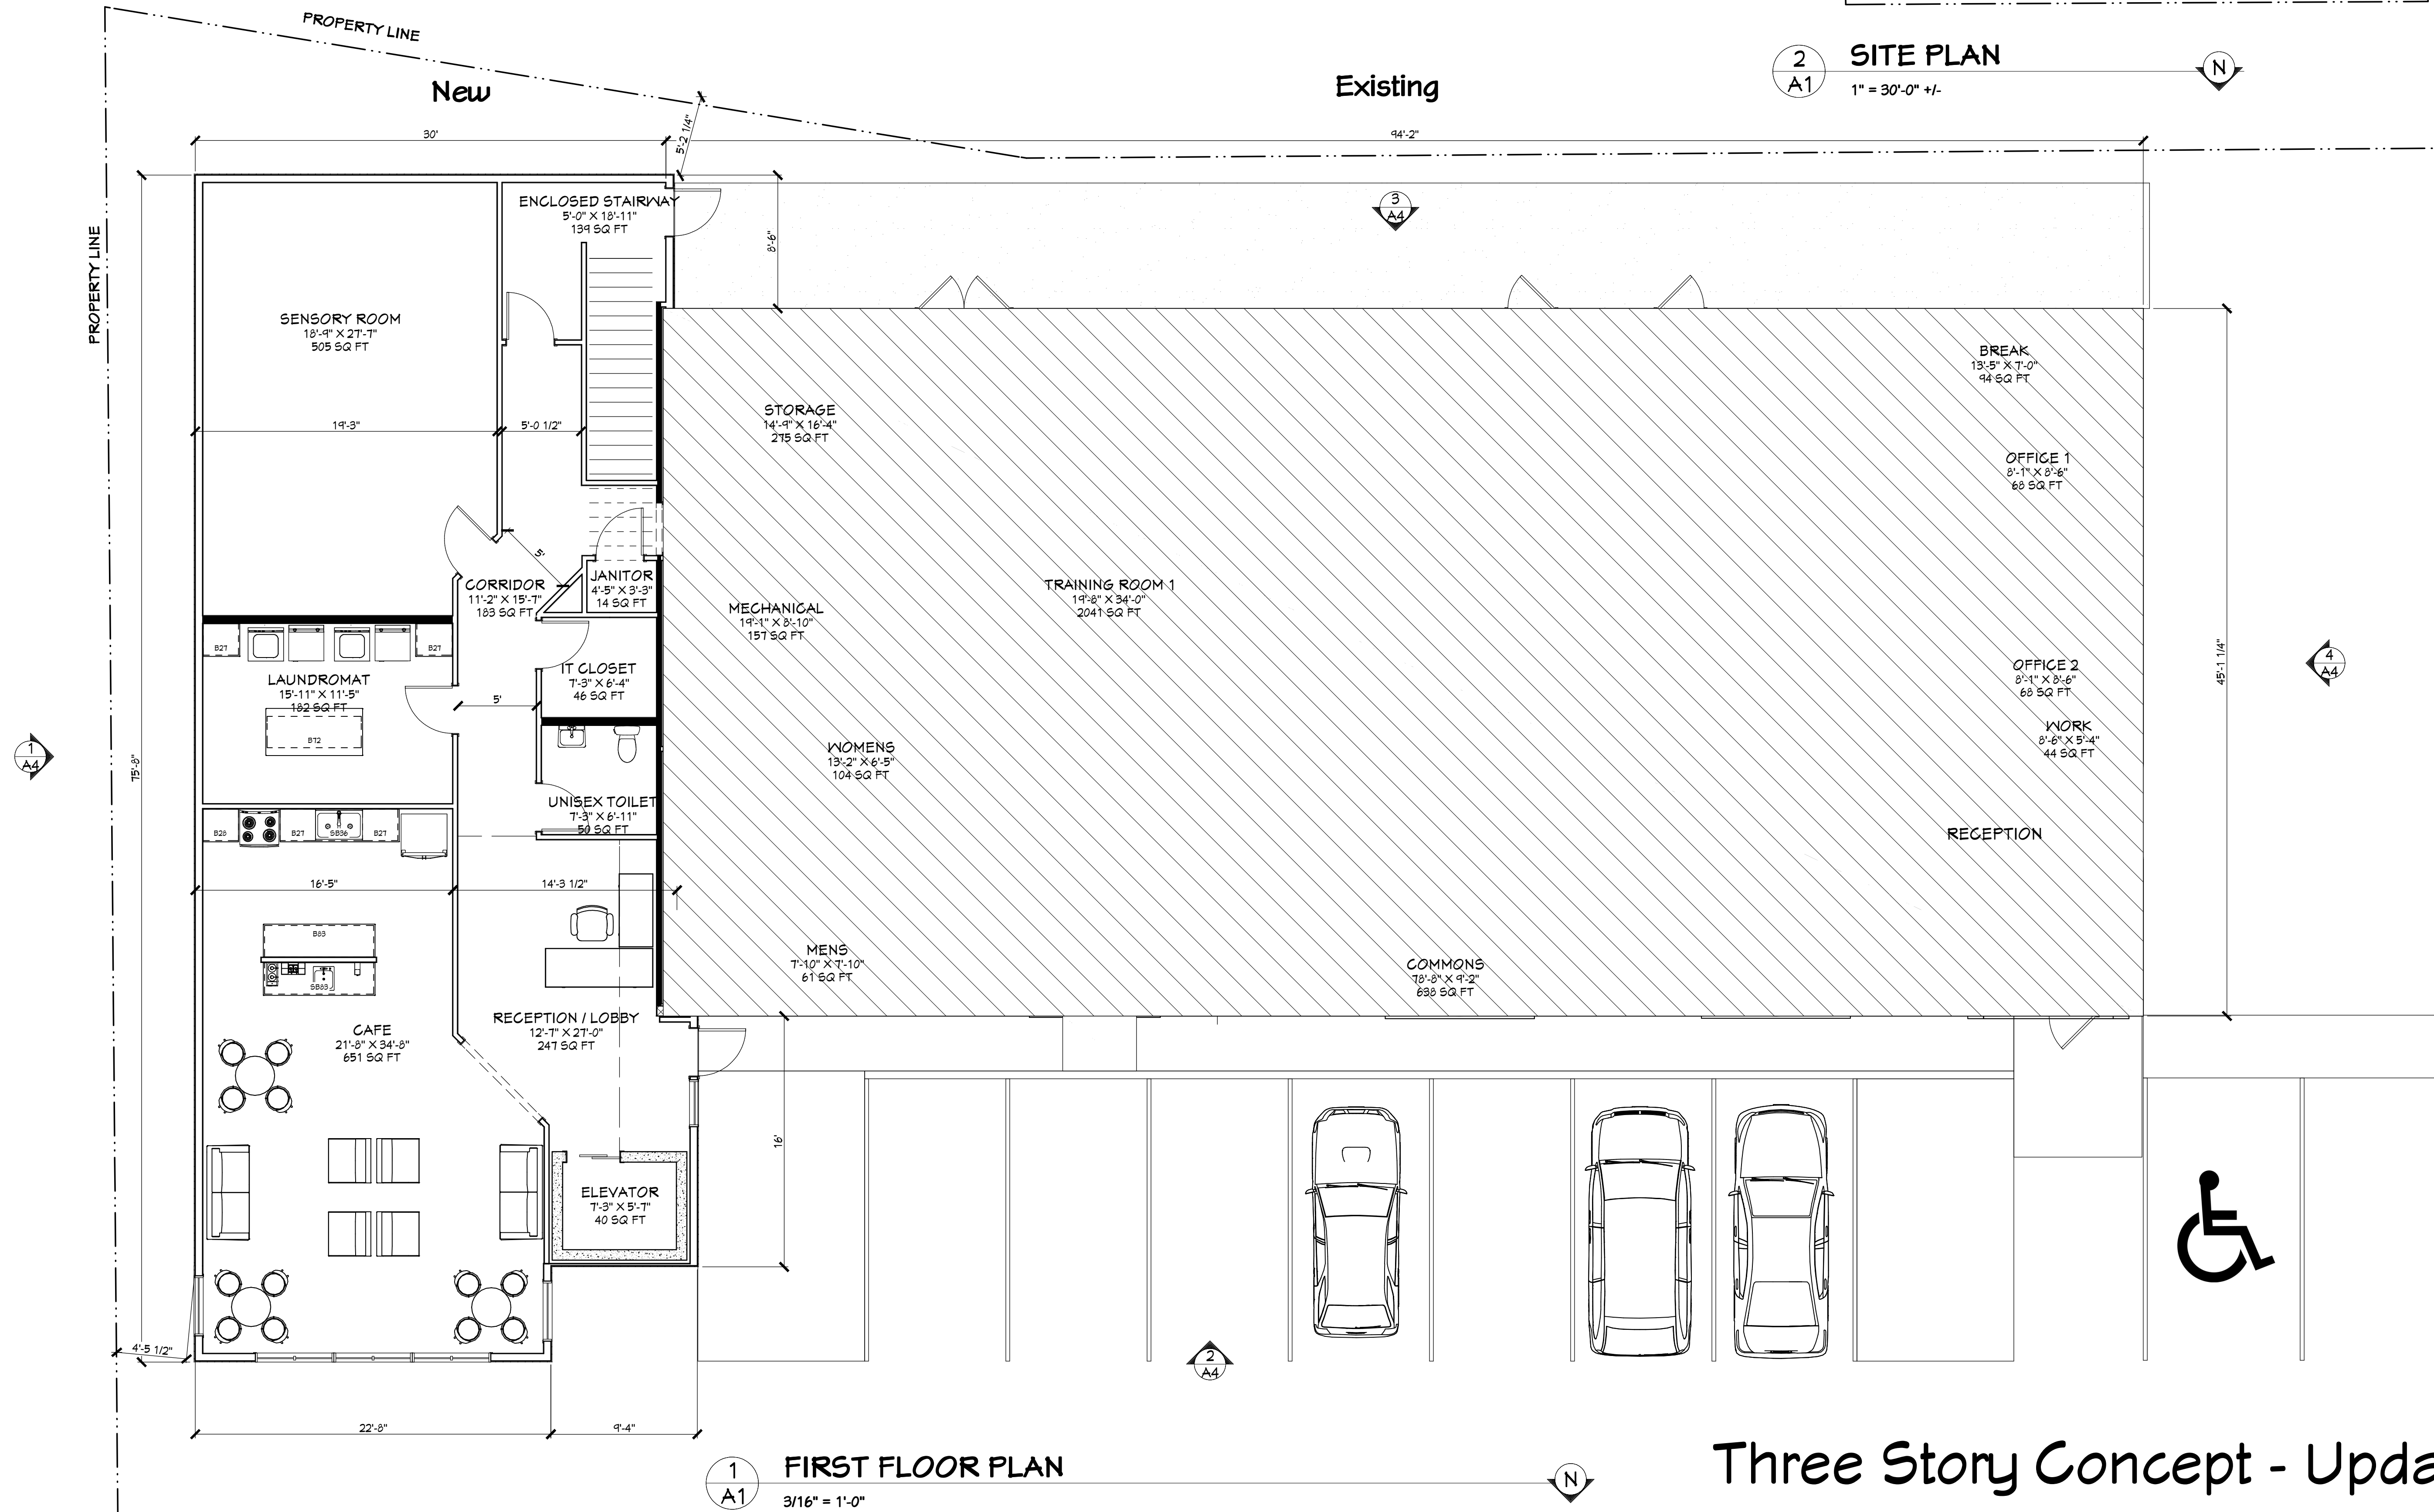 PROPERTY LINE
New
Existing
2
A1
SITE PLAN
1" = 30'-0" +/-
N
30'
5'-2 1/4"
94'-2"
PROPERTY LINE
ENCLOSED STAIRWAY
5'-0" X 18'-11"
139 SQ FT
8'-6"
3
A4
SENSORY ROOM
18'-9" X 27'-7"
505 SQ FT
BREAK
13'-5" X 7'-0"
94 SQ FT
STORAGE
14'-9" X 16'-4"
275 SQ FT
19'-3"
5'-0 1/2"
OFFICE 1
8'-1" X 8'-6"
68 SQ FT
5'
CORRIDOR
11'-2" X 15'-7"
183 SQ FT
JANITOR
4'-5" X 3'-3"
14 SQ FT
MECHANICAL
19'-1" X 8'-10"
157 SQ FT
TRAINING ROOM 1
19'-8" X 34'-0"
2041 SQ FT
B27
B27
LAUNDROMAT
15'-11" X 11'-5"
182 SQ FT
B72
5'
IT CLOSET
7'-3" X 6'-4"
46 SQ FT
OFFICE 2
8'-1" X 8'-6"
68 SQ FT
45'-1 1/4"
4
A4
WORK
8'-6" X 5'-4"
44 SQ FT
1
A4
75'-8"
WOMENS
13'-2" X 6'-5"
104 SQ FT
UNISEX TOILET
7'-3" X 6'-11"
50 SQ FT
B28
B27
SB36
B27
RECEPTION
16'-5"
14'-3 1/2"
B83
SB83
MENS
7'-10" X 7'-10"
61 SQ FT
COMMONS
78'-8" X 9'-2"
638 SQ FT
CAFE
21'-8" X 34'-8"
651 SQ FT
RECEPTION / LOBBY
12'-7" X 27'-0"
247 SQ FT
16'
ELEVATOR
7'-3" X 5'-7"
40 SQ FT
4'-5 1/2"
2
A4
22'-8"
9'-4"
1
A1
FIRST FLOOR PLAN
3/16" = 1'-0"
N
Three Story Concept - Upda